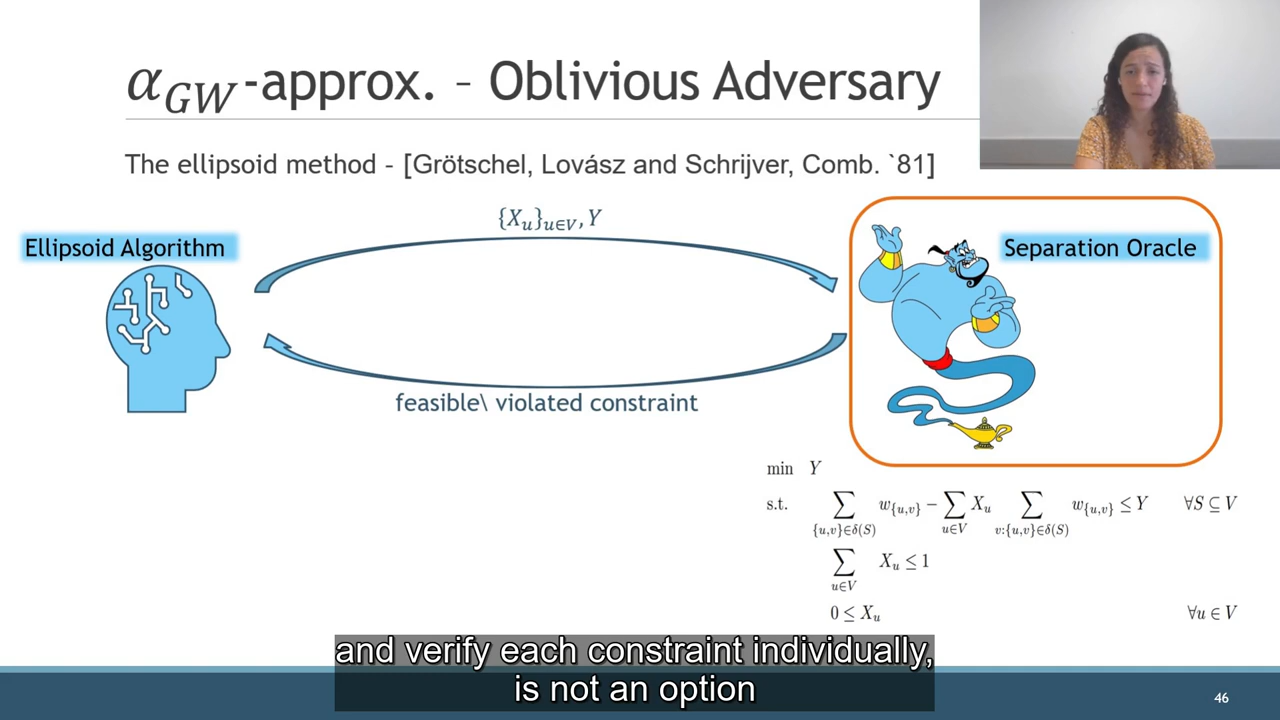 α_GW-approx. – Oblivious Adversary
The ellipsoid method - [Grötschel, Lovász and Schrijver, Comb. `81]
{X_u}_{u∈V}, Y
Ellipsoid Algorithm
Separation Oracle
feasible\ violated constraint
min Y
s.t. ∑_{{u,v}∈δ(S)} w_{{u,v}} − ∑_{u∈V} X_u ∑_{v:{u,v}∈δ(S)} w_{{u,v}} ≤ Y ∀S ⊆ V
∑_{u∈V} X_u ≤ 1
0 ≤ X_u ∀u ∈ V
and verify each constraint individually,
is not an option
46